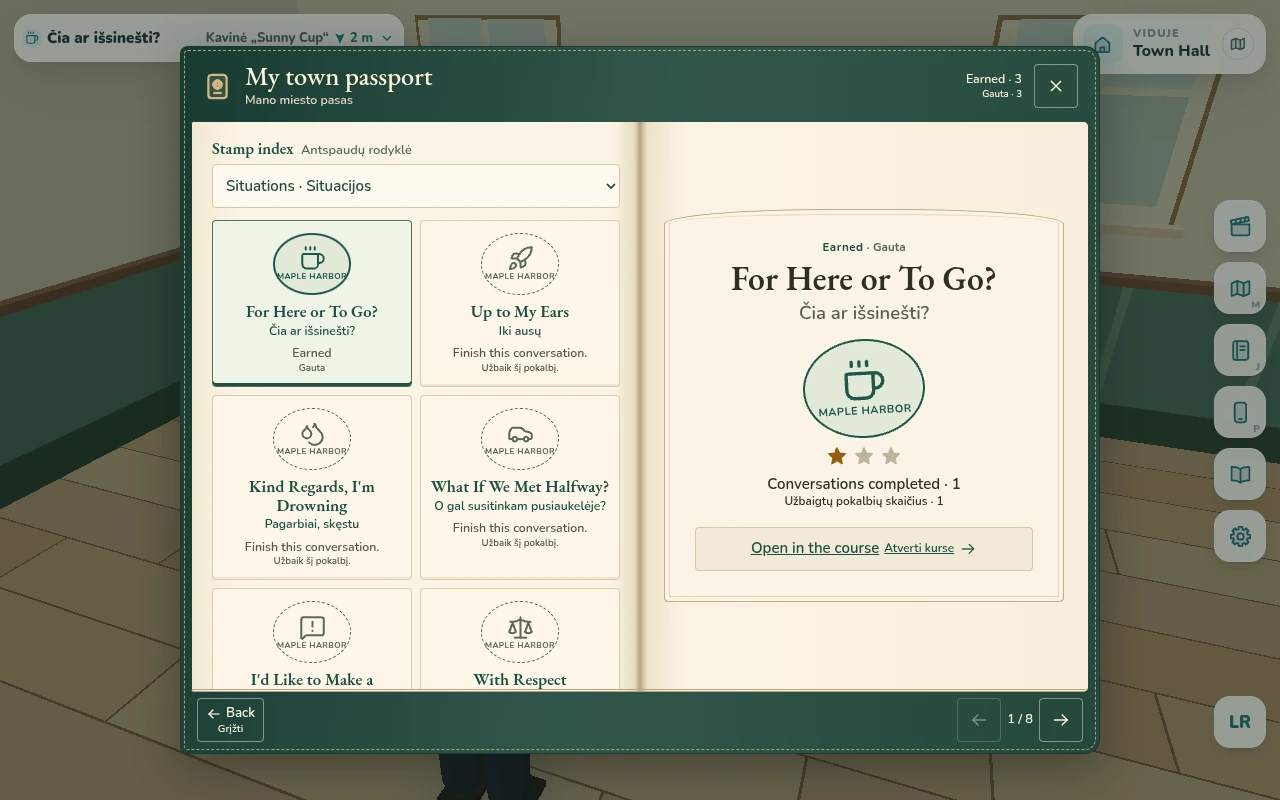 Čia ar išsinešti?
Kavinė „Sunny Cup“ 2 m
VIDUJE
Town Hall
My town passport
Mano miesto pasas
Earned · 3
Gauta · 3
Stamp index Antspaudų rodyklė
Situations · Situacijos
MAPLE HARBOR
For Here or To Go?
Čia ar išsinešti?
Earned
Gauta
MAPLE HARBOR
Up to My Ears
Iki ausų
Finish this conversation.
Užbaik šį pokalbį.
MAPLE HARBOR
Kind Regards, I'm
Drowning
Pagarbiai, skęstu
Finish this conversation.
Užbaik šį pokalbį.
MAPLE HARBOR
What If We Met Halfway?
O gal susitinkam pusiaukelėje?
Finish this conversation.
Užbaik šį pokalbį.
MAPLE HARBOR
I'd Like to Make a
MAPLE HARBOR
With Respect
Earned · Gauta
For Here or To Go?
Čia ar išsinešti?
MAPLE HARBOR
Conversations completed · 1
Užbaigtų pokalbių skaičius · 1
Open in the course Atverti kurse
Back
Grįžti
1 / 8
M
J
P
LR